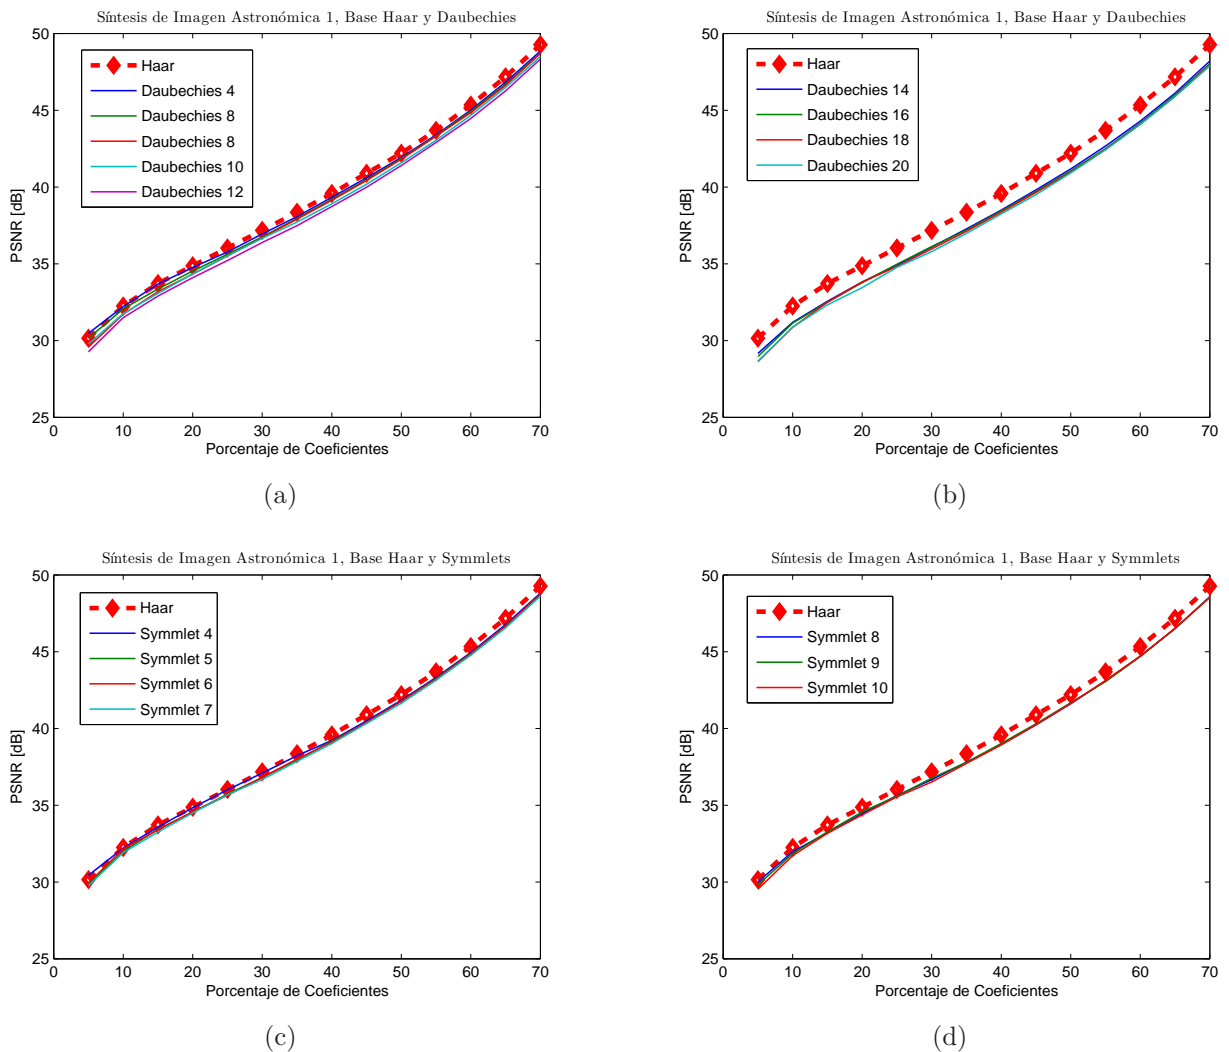 Síntesis de Imagen Astronómica 1, Base Haar y Daubechies
50
45
40
35
30
25
PSNR [dB]
Haar
Daubechies 4
Daubechies 8
Daubechies 8
Daubechies 10
Daubechies 12
0 10 20 30 40 50 60 70
Porcentaje de Coeficientes
(a)
Síntesis de Imagen Astronómica 1, Base Haar y Daubechies
50
45
40
35
30
25
PSNR [dB]
Haar
Daubechies 14
Daubechies 16
Daubechies 18
Daubechies 20
0 10 20 30 40 50 60 70
Porcentaje de Coeficientes
(b)
Síntesis de Imagen Astronómica 1, Base Haar y Symmlets
50
45
40
35
30
25
PSNR [dB]
Haar
Symmlet 4
Symmlet 5
Symmlet 6
Symmlet 7
0 10 20 30 40 50 60 70
Porcentaje de Coeficientes
(c)
Síntesis de Imagen Astronómica 1, Base Haar y Symmlets
50
45
40
35
30
25
PSNR [dB]
Haar
Symmlet 8
Symmlet 9
Symmlet 10
0 10 20 30 40 50 60 70
Porcentaje de Coeficientes
(d)